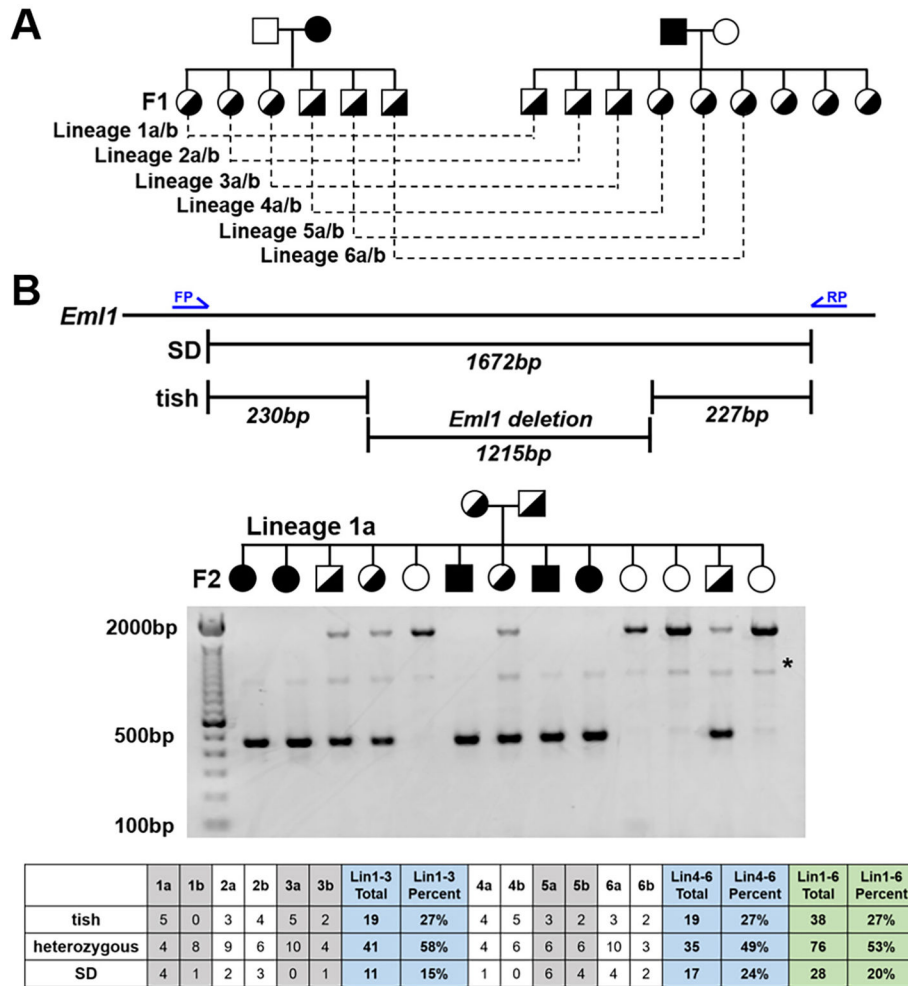 A
F1
Lineage 1a/b
Lineage 2a/b
Lineage 3a/b
Lineage 4a/b
Lineage 5a/b
Lineage 6a/b
B
FP
RP
Eml1
SD
1672bp
tish
230bp
Eml1 deletion
227bp
1215bp
Lineage 1a
F2
2000bp
*
500bp
100bp
1a 1b 2a 2b 3a 3b Lin1-3 Total Lin1-3 Percent 4a 4b 5a 5b 6a 6b Lin4-6 Total Lin4-6 Percent Lin1-6 Total Lin1-6 Percent
tish 5 0 3 4 5 2 19 27% 4 5 3 2 3 2 19 27% 38 27%
heterozygous 4 8 9 6 10 4 41 58% 4 6 6 6 10 3 35 49% 76 53%
SD 4 1 2 3 0 1 11 15% 1 0 6 4 4 2 17 24% 28 20%